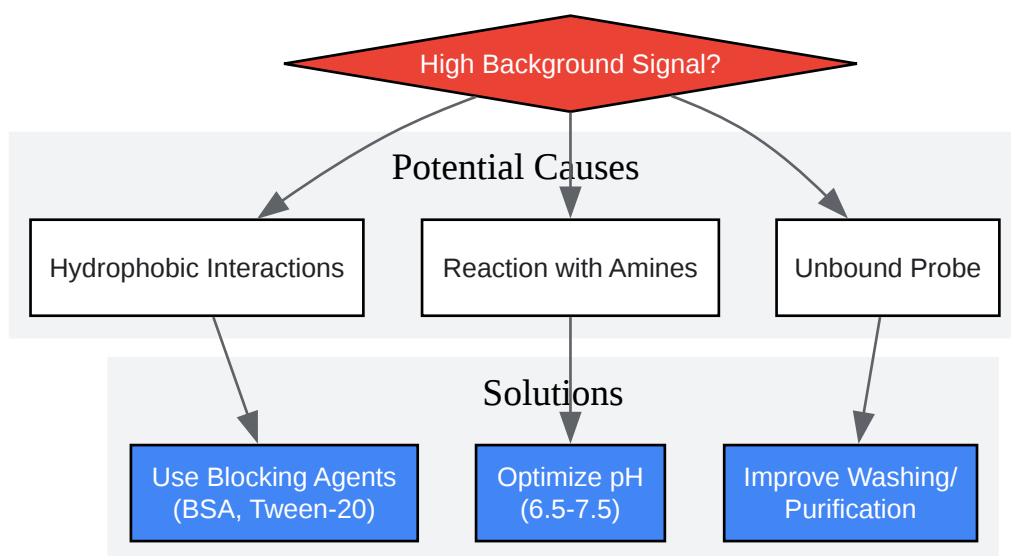 High Background Signal?
Potential Causes
Hydrophobic Interactions
Reaction with Amines
Unbound Probe
Solutions
Use Blocking Agents
(BSA, Tween-20)
Optimize pH
(6.5-7.5)
Improve Washing/
Purification